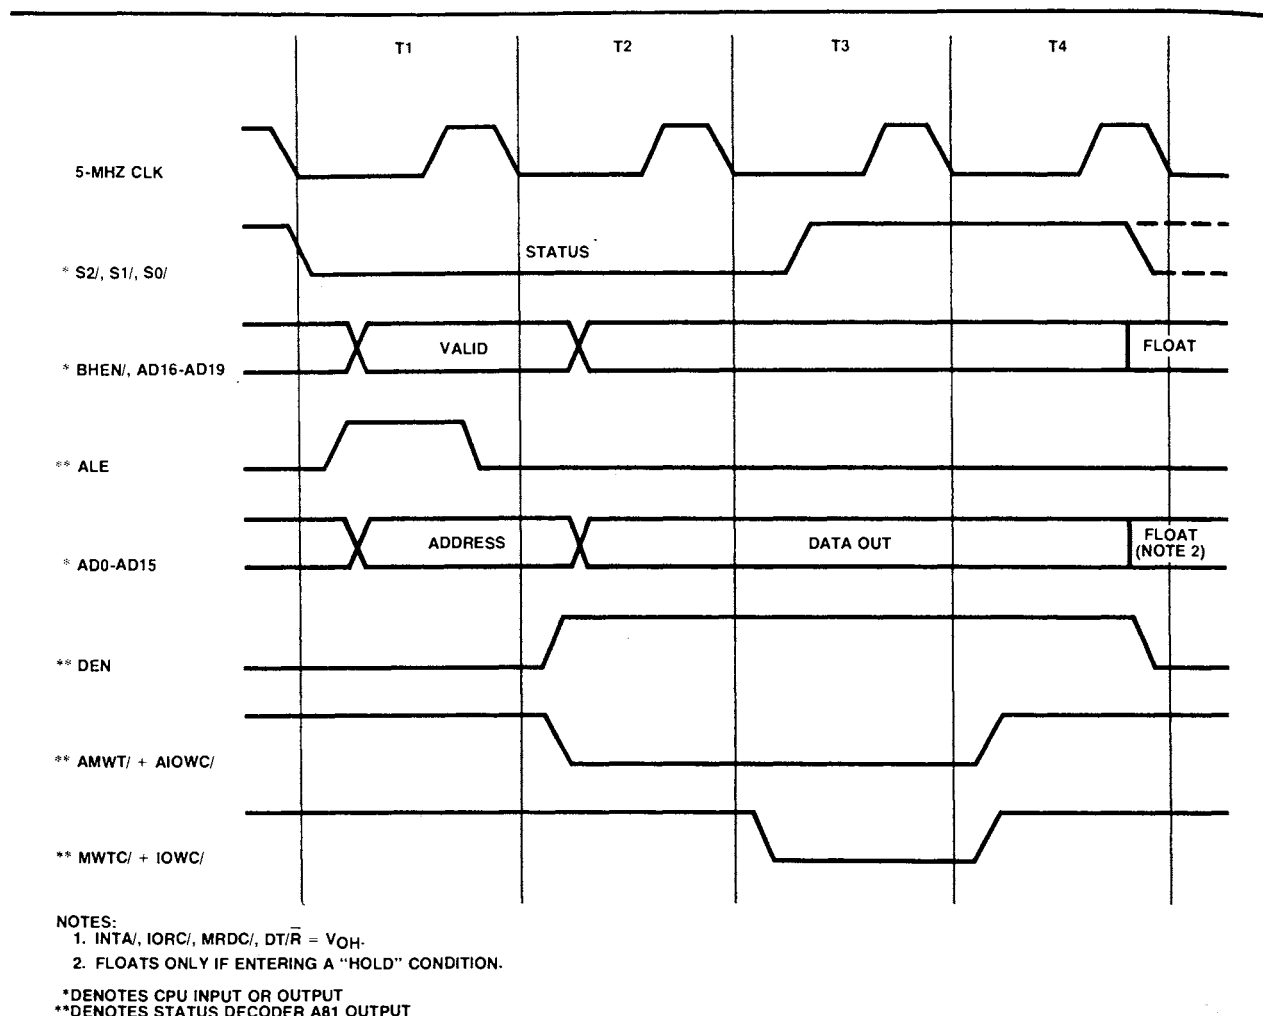 T1 T2 T3 T4
5-MHZ CLK
STATUS
* S2/, S1/, S0/
VALID
FLOAT
* BHEN/, AD16-AD19
** ALE
ADDRESS
DATA OUT
FLOAT
(NOTE 2)
* AD0-AD15
** DEN
** AMWT/ + AIOWC/
** MWTC/ + IOWC/
NOTES:
1. INTA/, IORC/, MRDC/, DT/R̅ = VOH.
2. FLOATS ONLY IF ENTERING A “HOLD” CONDITION.
*DENOTES CPU INPUT OR OUTPUT
**DENOTES STATUS DECODER A81 OUTPUT